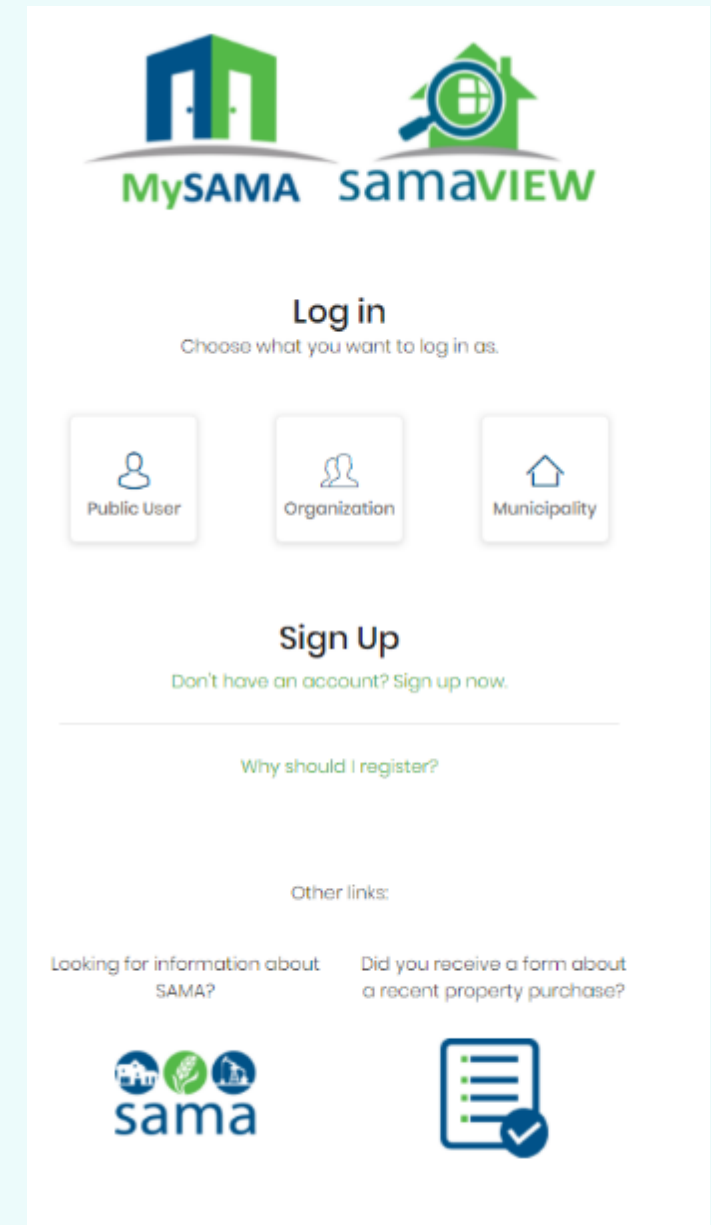 MySAMA samaVIEW
Log in
Choose what you want to log in as.
Public User Organization Municipality
Sign Up
Don't have an account? Sign up now.
Why should I register?
Other links:
Looking for information about
SAMA?
Did you receive a form about
a recent property purchase?
sama